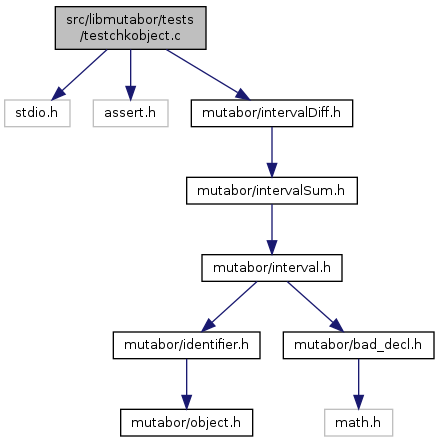 src/libmutabor/tests
/testchkobject.c
stdio.h
assert.h
mutabor/intervalDiff.h
mutabor/intervalSum.h
mutabor/interval.h
mutabor/identifier.h
mutabor/bad_decl.h
mutabor/object.h
math.h